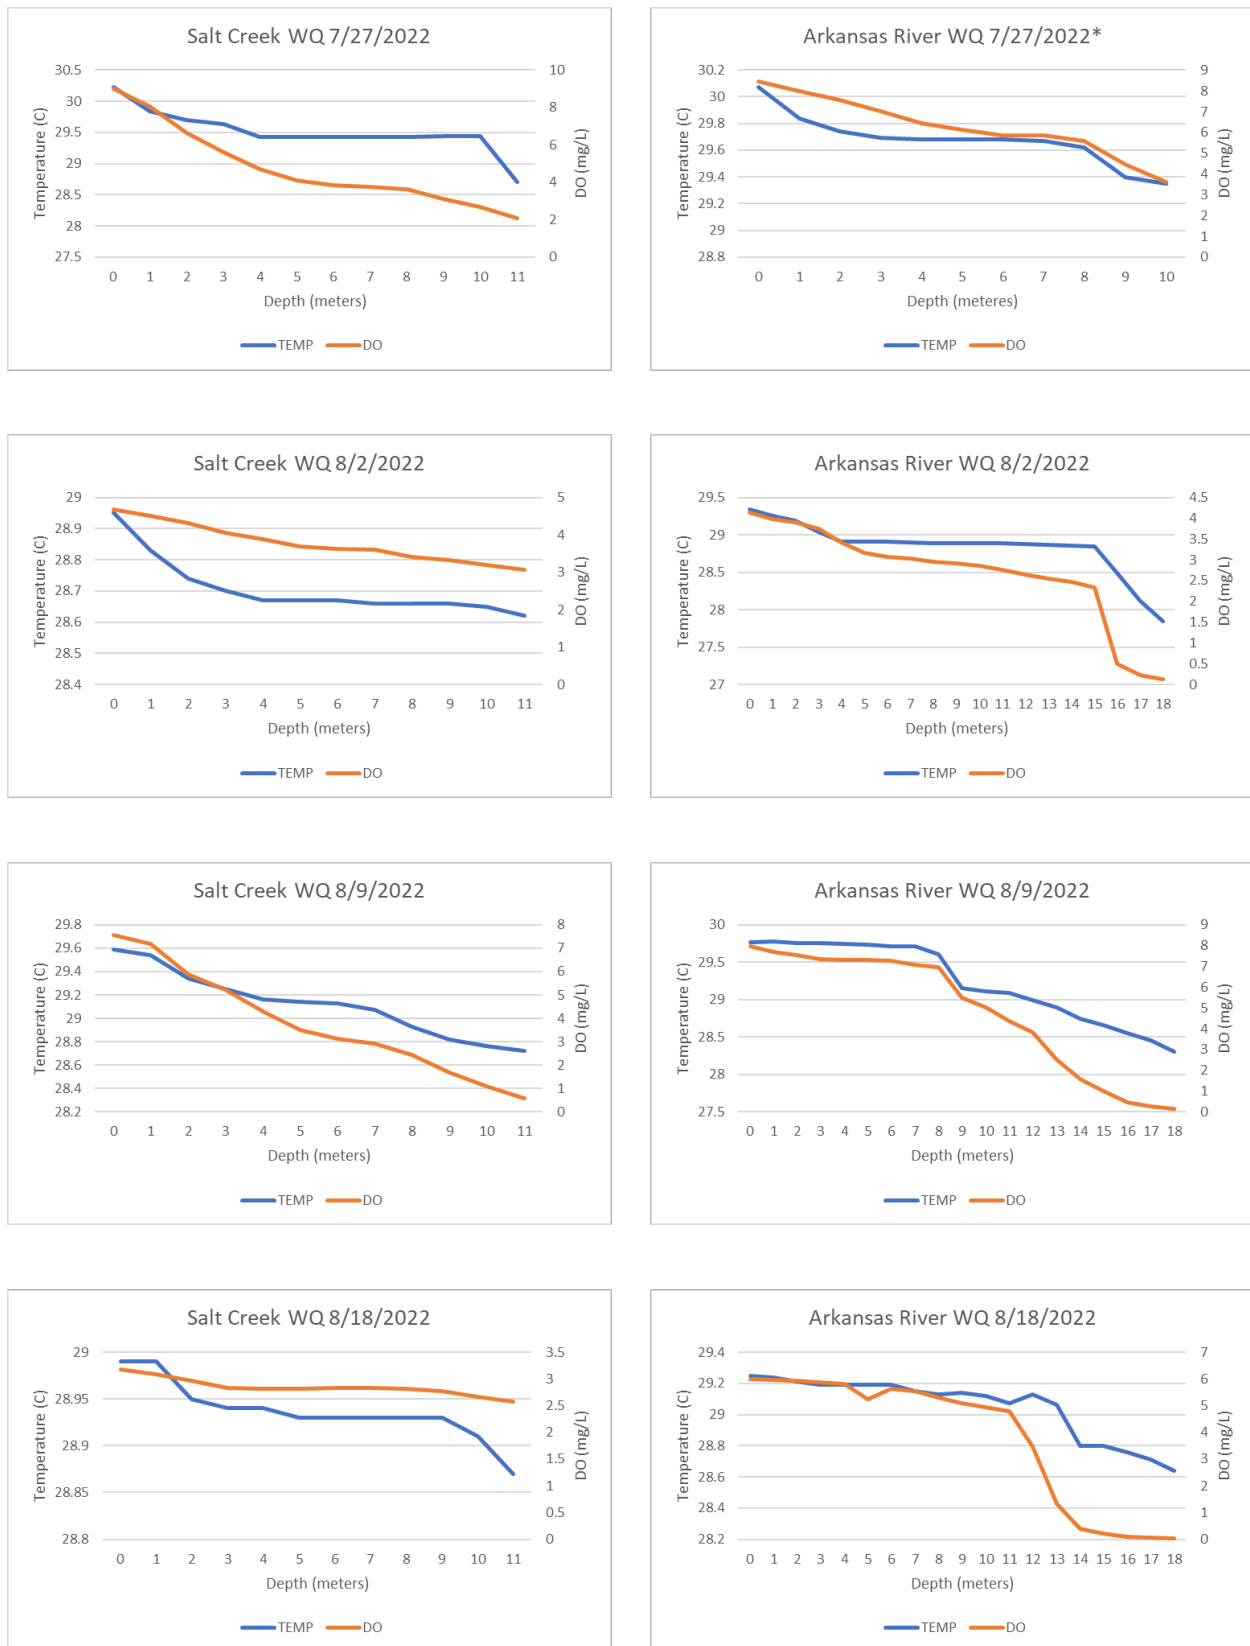 Salt Creek WQ 7/27/2022
30.5
30
29.5
29
28.5
28
27.5
10
8
6
4
2
0
Temperature (C)
DO (mg/L)
0 1 2 3 4 5 6 7 8 9 10 11
Depth (meters)
TEMP DO
Arkansas River WQ 7/27/2022*
30.2
30
29.8
29.6
29.4
29.2
29
28.8
9
8
7
6
5
4
3
2
1
0
Temperature (C)
DO (mg/L)
0 1 2 3 4 5 6 7 8 9 10
Depth (meteres)
TEMP DO
Salt Creek WQ 8/2/2022
29
28.9
28.8
28.7
28.6
28.5
28.4
5
4
3
2
1
0
Temperature (C)
DO (mg/L)
0 1 2 3 4 5 6 7 8 9 10 11
Depth (meters)
TEMP DO
Arkansas River WQ 8/2/2022
29.5
29
28.5
28
27.5
27
4.5
4
3.5
3
2.5
2
1.5
1
0.5
0
Temperature (C)
DO (mg/L)
0 1 2 3 4 5 6 7 8 9 10 11 12 13 14 15 16 17 18
Depth (meters)
TEMP DO
Salt Creek WQ 8/9/2022
29.8
29.6
29.4
29.2
29
28.8
28.6
28.4
28.2
8
7
6
5
4
3
2
1
0
Temperature (C)
DO (mg/L)
0 1 2 3 4 5 6 7 8 9 10 11
Depth (meters)
TEMP DO
Arkansas River WQ 8/9/2022
30
29.5
29
28.5
28
27.5
9
8
7
6
5
4
3
2
1
0
Temperature (C)
DO (mg/L)
0 1 2 3 4 5 6 7 8 9 10 11 12 13 14 15 16 17 18
Depth (meters)
TEMP DO
Salt Creek WQ 8/18/2022
29
28.95
28.9
28.85
28.8
3.5
3
2.5
2
1.5
1
0.5
0
Temperature (C)
DO (mg/L)
0 1 2 3 4 5 6 7 8 9 10 11
Depth (meters)
TEMP DO
Arkansas River WQ 8/18/2022
29.4
29.2
29
28.8
28.6
28.4
28.2
7
6
5
4
3
2
1
0
Temperature (C)
DO (mg/L)
0 1 2 3 4 5 6 7 8 9 10 11 12 13 14 15 16 17 18
Depth (meters)
TEMP DO